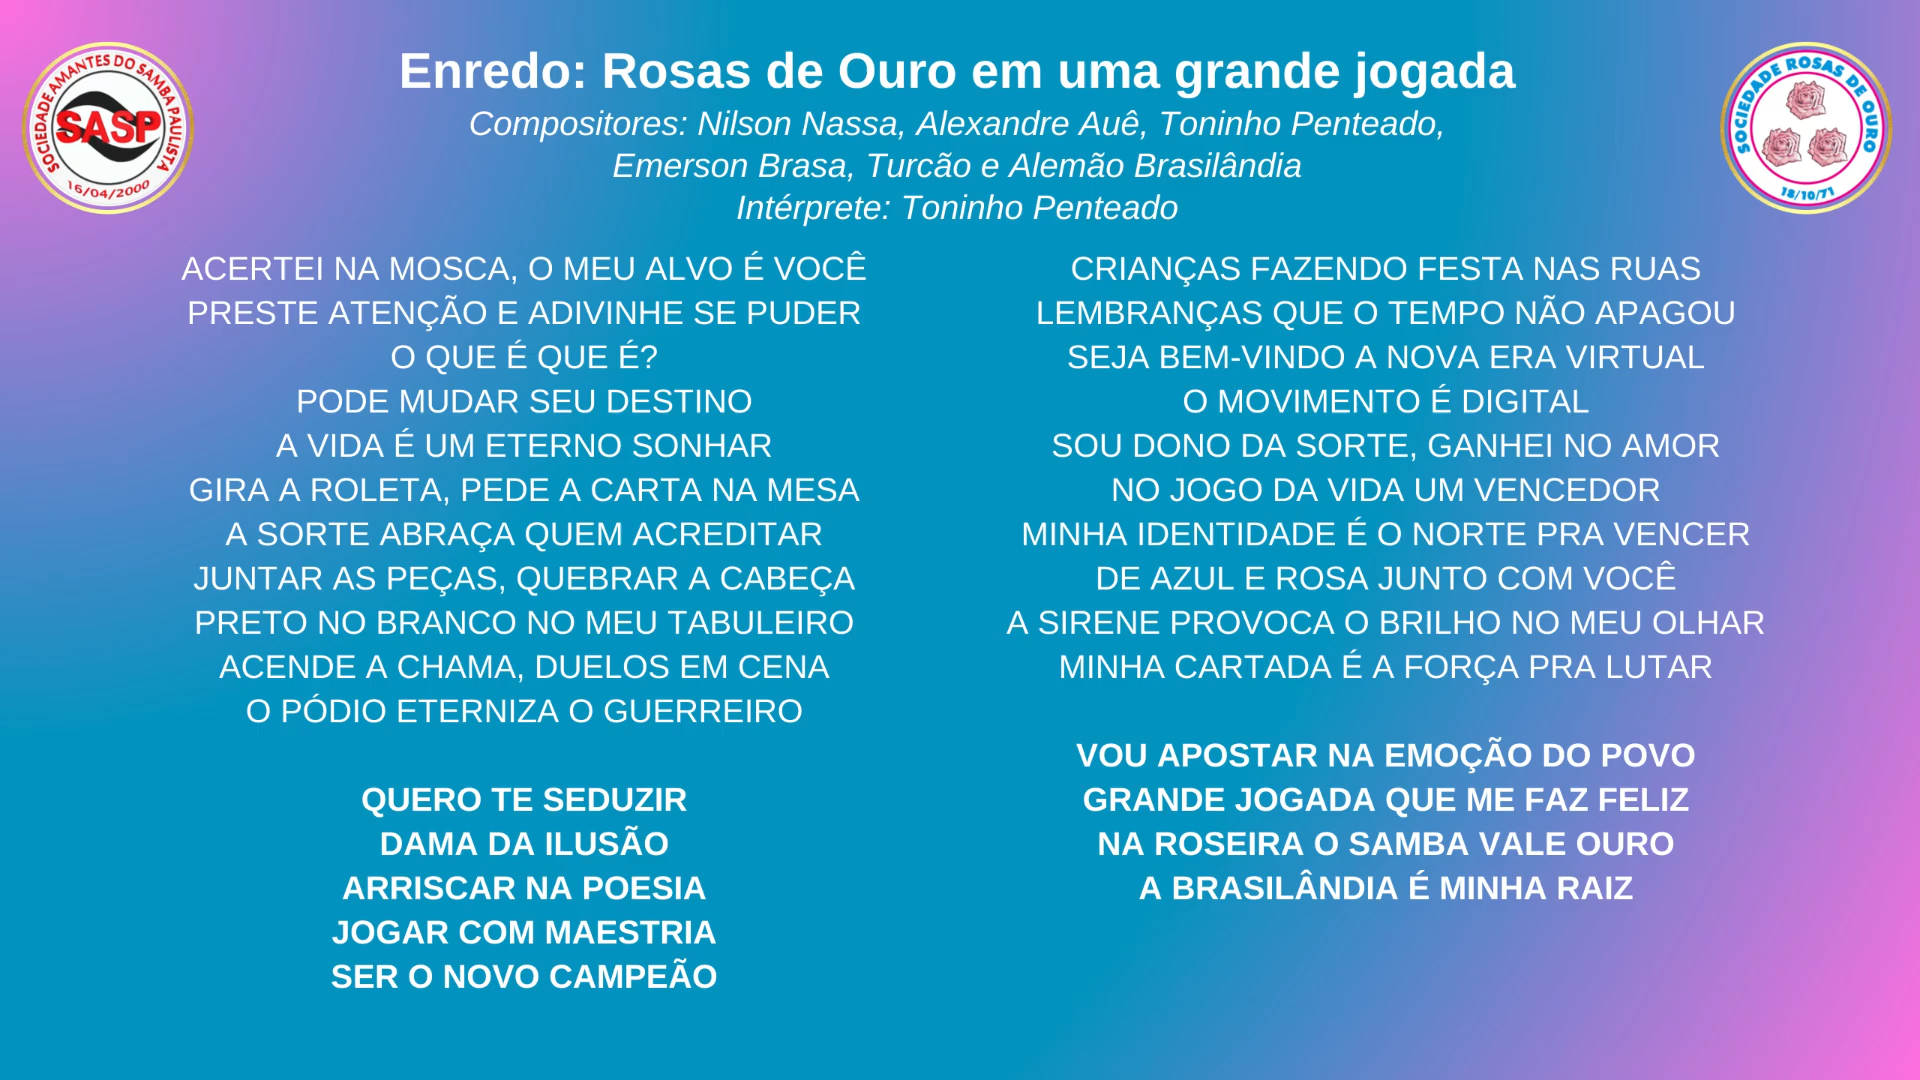 Enredo: Rosas de Ouro em uma grande jogada
Compositores: Nilson Nassa, Alexandre Auê, Toninho Penteado,
Emerson Brasa, Turcão e Alemão Brasilândia
Intérprete: Toninho Penteado
SOCIEDADE AMANTES DO SAMBA PAULISTA
SASP
16/04/2000
SOCIEDADE ROSAS DE OURO
18/10/71
ACERTEI NA MOSCA, O MEU ALVO É VOCÊ
PRESTE ATENÇÃO E ADIVINHE SE PUDER
O QUE É QUE É?
PODE MUDAR SEU DESTINO
A VIDA É UM ETERNO SONHAR
GIRA A ROLETA, PEDE A CARTA NA MESA
A SORTE ABRAÇA QUEM ACREDITAR
JUNTAR AS PEÇAS, QUEBRAR A CABEÇA
PRETO NO BRANCO NO MEU TABULEIRO
ACENDE A CHAMA, DUELOS EM CENA
O PÓDIO ETERNIZA O GUERREIRO
QUERO TE SEDUZIR
DAMA DA ILUSÃO
ARRISCAR NA POESIA
JOGAR COM MAESTRIA
SER O NOVO CAMPEÃO
CRIANÇAS FAZENDO FESTA NAS RUAS
LEMBRANÇAS QUE O TEMPO NÃO APAGOU
SEJA BEM-VINDO A NOVA ERA VIRTUAL
O MOVIMENTO É DIGITAL
SOU DONO DA SORTE, GANHEI NO AMOR
NO JOGO DA VIDA UM VENCEDOR
MINHA IDENTIDADE É O NORTE PRA VENCER
DE AZUL E ROSA JUNTO COM VOCÊ
A SIRENE PROVOCA O BRILHO NO MEU OLHAR
MINHA CARTADA É A FORÇA PRA LUTAR
VOU APOSTAR NA EMOÇÃO DO POVO
GRANDE JOGADA QUE ME FAZ FELIZ
NA ROSEIRA O SAMBA VALE OURO
A BRASILÂNDIA É MINHA RAIZ